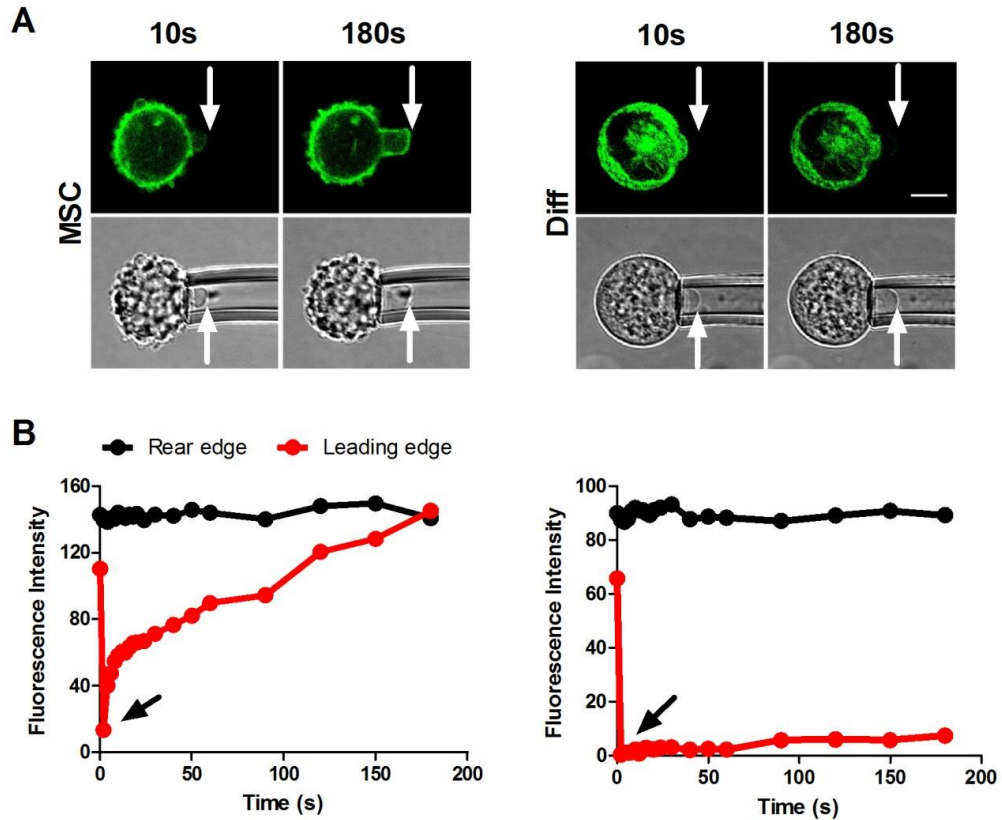 A
10s 180s 10s 180s
MSC
Diff
B
Rear edge Leading edge
Fluorescence Intensity
160
120
80
40
0
0 50 100 150 200
Time (s)
Fluorescence Intensity
100
80
60
40
20
0
0 50 100 150 200
Time (s)